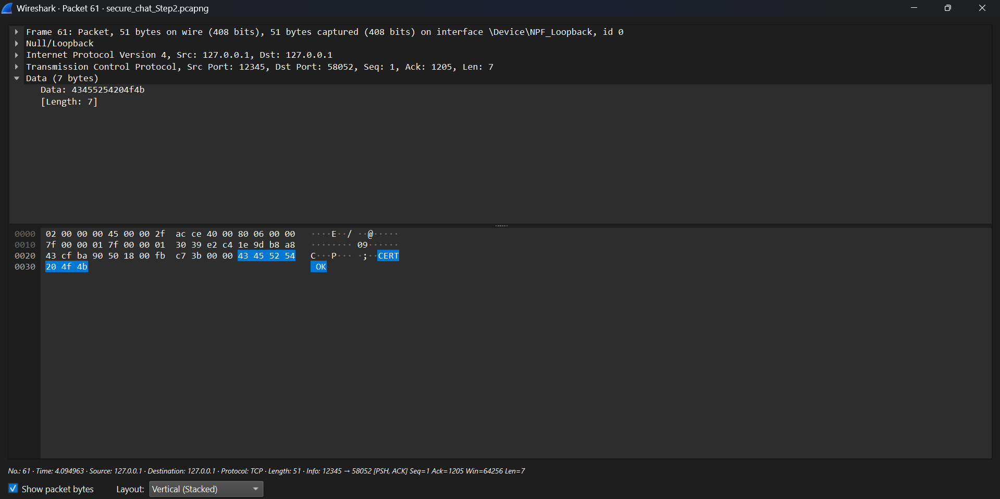 Wireshark · Packet 61 · secure_chat_Step2.pcapng
Frame 61: Packet, 51 bytes on wire (408 bits), 51 bytes captured (408 bits) on interface \Device\NPF_Loopback, id 0
Null/Loopback
Internet Protocol Version 4, Src: 127.0.0.1, Dst: 127.0.0.1
Transmission Control Protocol, Src Port: 12345, Dst Port: 58052, Seq: 1, Ack: 1205, Len: 7
Data (7 bytes)
Data: 43455254204f4b
[Length: 7]
0000 02 00 00 00 45 00 00 2f ac ce 40 00 80 06 00 00 ····E··/ ··@·····
0010 7f 00 00 01 7f 00 00 01 30 39 e2 c4 1e 9d b8 a8 ········ 09······
0020 43 cf ba 90 50 18 00 fb c7 3b 00 00 43 45 52 54 C···P··· ·;··CERT
0030 20 4f 4b OK
No.: 61 · Time: 4.094963 · Source: 127.0.0.1 · Destination: 127.0.0.1 · Protocol: TCP · Length: 51 · Info: 12345 → 58052 [PSH, ACK] Seq=1 Ack=1205 Win=64256 Len=7
Show packet bytes Layout: Vertical (Stacked)